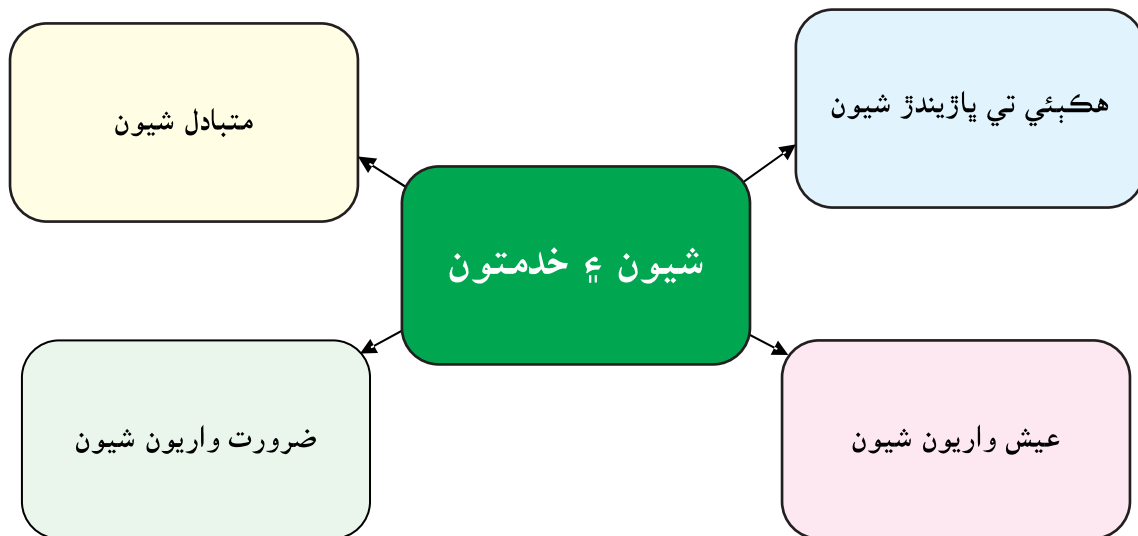 هڪٻئي تي ڀاڙيندڙ شيون
متبادل شيون
شيون ۽ خدمتون
عيش واريون شيون
ضرورت واريون شيون